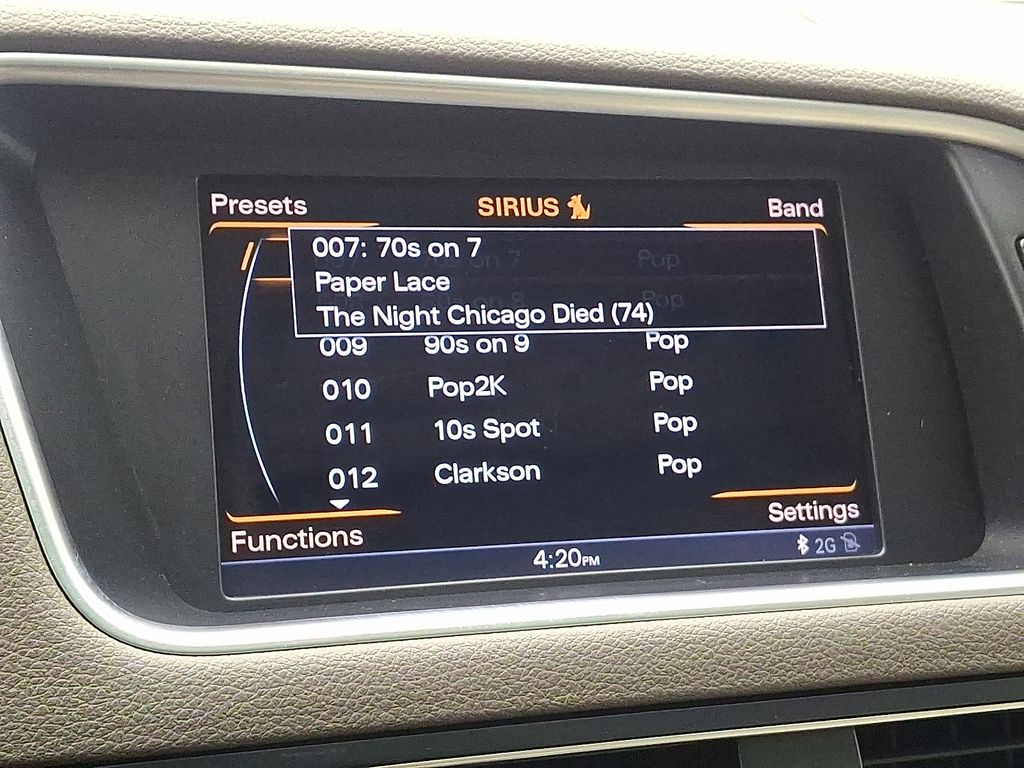 Presets SIRIUS Band
007: 70s on 7
Paper Lace
The Night Chicago Died (74)
009 90s on 9 Pop
010 Pop2K Pop
011 10s Spot Pop
012 Clarkson Pop
Settings
Functions
4:20PM 2G